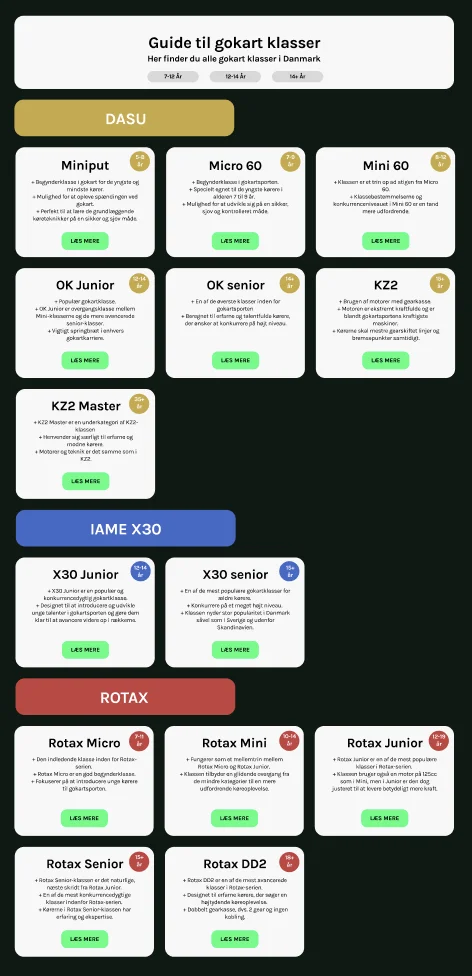 Guide til gokart klasser
Her finder du alle gokart klasser i Danmark
7-12 År
12-14 År
14+ År
DASU
Miniput
5-8
år
+ Begynderklasse i gokart for de yngste og
mindste kører.
+ Mulighed for at opleve spændingen ved
gokart.
+ Perfekt til at lære de grundlæggende
køreteknikker på en sikker og sjov måde.
LÆS MERE
Micro 60
7-9
år
+ Begynderklasse i gokartsporten.
+ Specielt egnet til de yngste kørere i
alderen 7 til 9 år.
+ Mulighed for at udvikle sig på en sikker,
sjov og kontrolleret måde.
LÆS MERE
Mini 60
år
+ Klassen er et trin op ad stigen fra Micro
60.
+ Klassebestemmelserne og
konkurrenceniveauet i Mini 60 er en tand
mere udfordrende.
LÆS MERE
OK Junior
12-14
år
+ Populær gokartklasse.
+ OK Junior er overgangsklasse mellem
Mini-klasserne og de mere avancerede
senior-klasser.
+ Vigtigt springbræt i enhvers
gokartkarriere.
LÆS MERE
OK senior
14+
år
+ En af de øverste klasser inden for
gokartsporten
+ Beregnet til erfarne og talentfulde kørere,
der ønsker at konkurrere på højt niveau.
LÆS MERE
KZ2
15+
år
+ Brugen af motorer med gearkasse.
+ Motoren er ekstremt kraftfulde og er
blandt gokartsportens kraftigste
maskiner.
+ Kørerne skal mestre gearskiftet linjer og
bremsepunkter samtidigt.
LÆS MERE
KZ2 Master
35+
år
+ KZ2 Master er en underkategori af KZ2-
klassen
+ Henvender sig særligt til erfarne og
modne kørere.
+ Motorer og teknik er det samme som i
KZ2.
LÆS MERE
IAME X30
X30 Junior
12-14
år
+ X30 Junior er en populær og
konkurrencedygtig gokartklasse.
+ Designet til at introducere og udvikle
unge talenter i gokartsporten og gøre dem
klar til at avancere videre op i rækkerne.
LÆS MERE
X30 senior
15+
år
+ En af de mest populære gokartklasser for
ældre kørere.
+ Konkurrere på et meget højt niveau.
+ Klassen nyder stor popularitet i Danmark
såvel som i Sverige og udenfor
Skandinavien.
LÆS MERE
ROTAX
Rotax Micro
7-11
år
+ Den indledende klasse inden for Rotax-
serien.
+ Rotax Micro er en god begynderklasse.
+ Fokuserer på at introducere unge kørere
til gokartsporten.
LÆS MERE
Rotax Mini
10-14
år
+ Fungerer som et mellemtrin mellem
Rotax Micro og Rotax Junior.
+ Klassen tilbyder en glidende overgang fra
de mindre kategorier til en mere
udfordrende køreoplevelse.
LÆS MERE
Rotax Junior
år
+ Rotax Junior er en af de mest populære
klasser i Rotax-serien.
+ Klassen bruger også en motor på 125cc
som i Mini, men i Junior er den dog
justeret til at levere betydeligt mere kraft.
LÆS MERE
Rotax Senior
15+
år
+ Rotax Senior-klassen er det naturlige,
næste skridt fra Rotax Junior.
+ En af de mest konkurrencedygtige
klasser indenfor Rotax-serien.
+ Kørerne i Rotax Senior-klassen har
erfaring og ekspertise.
LÆS MERE
Rotax DD2
år
+ Rotax DD2 er en af de mest avancerede
klasser i Rotax-serien.
+ Designet til erfarne kørere, der søger en
højtydende køreoplevelse.
+ Dobbelt gearkasse, dvs. 2 gear og ingen
kobling.
LÆS MERE